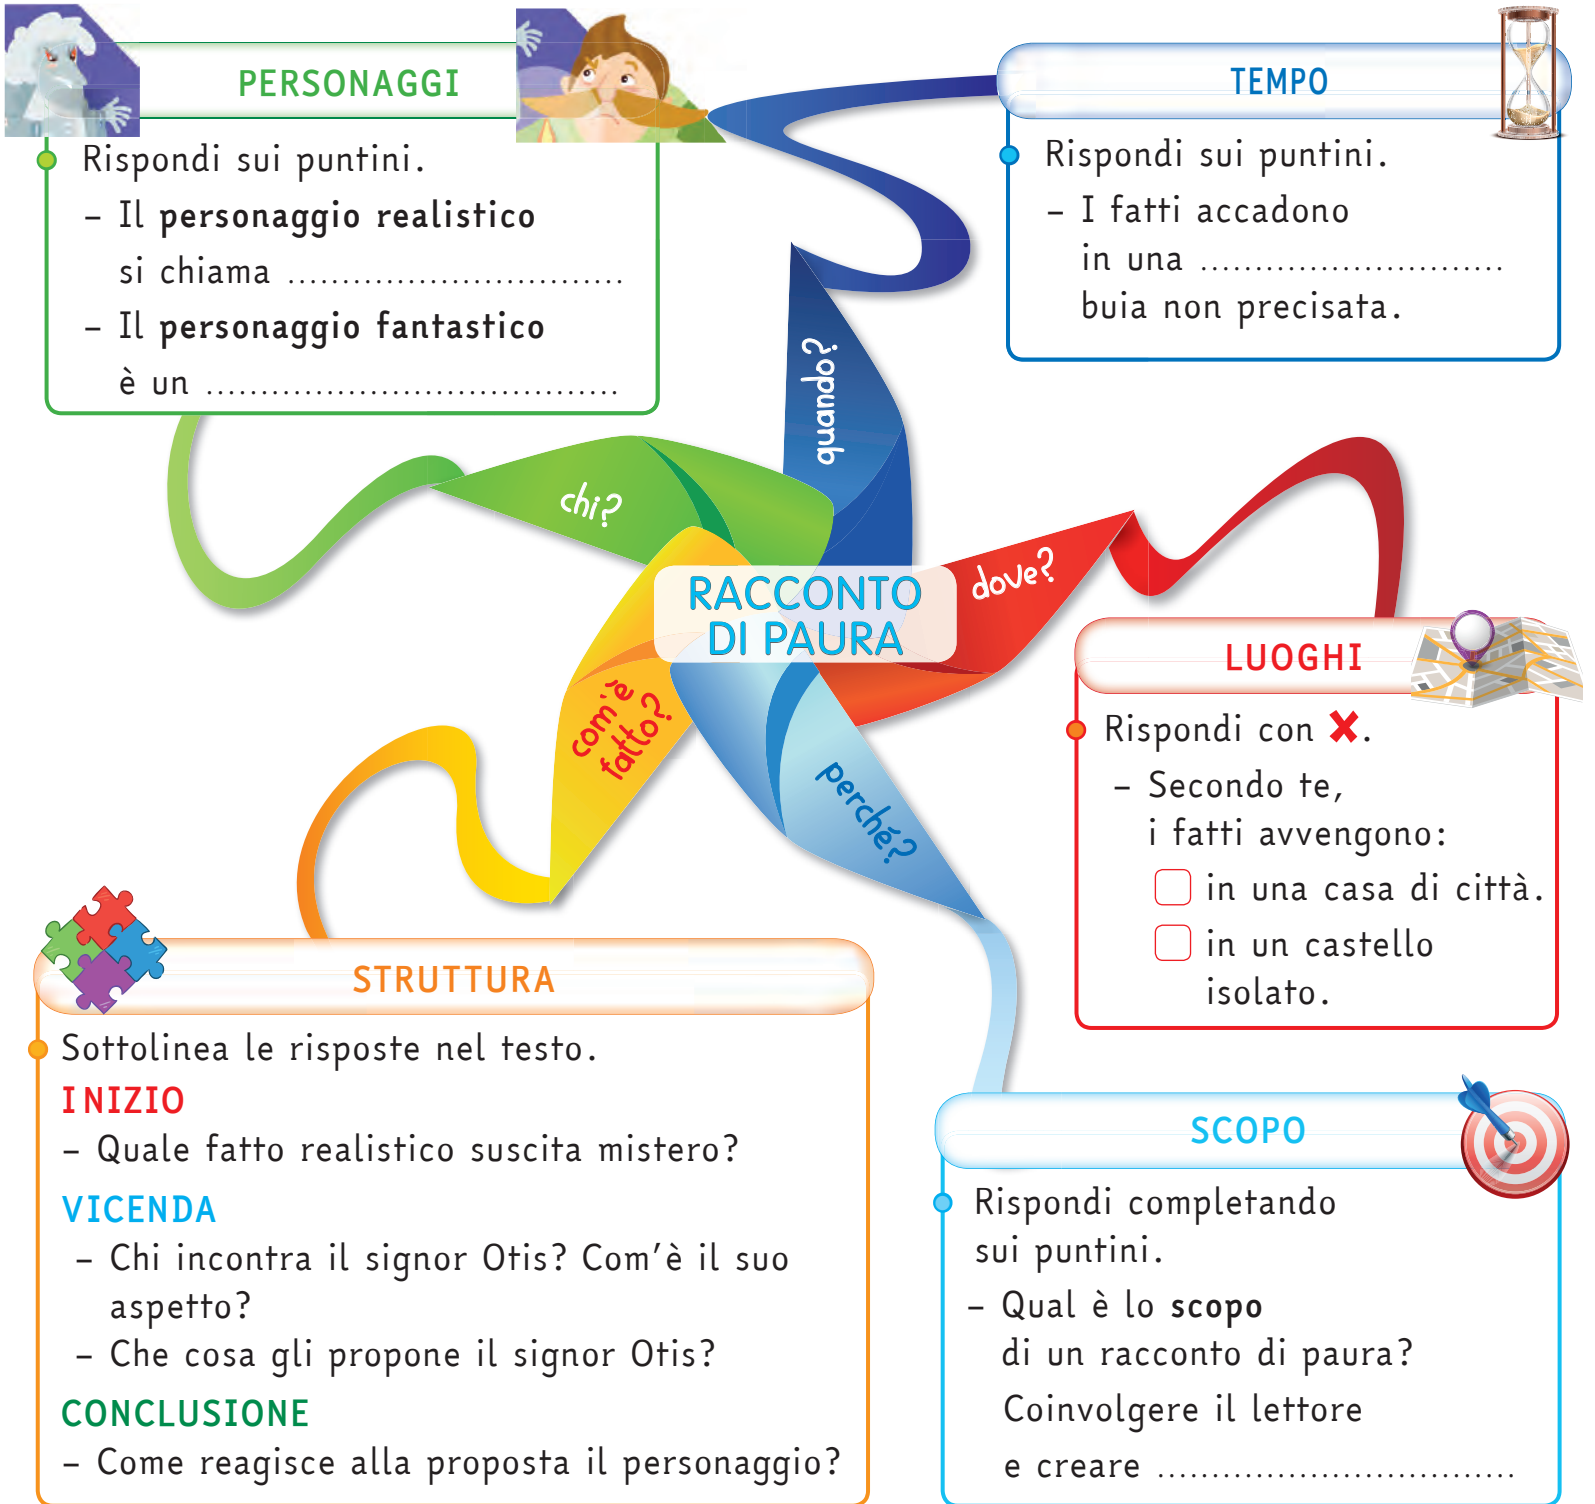 PERSONAGGI
Rispondi sui puntini.
– Il personaggio realistico
si chiama ...............................
– Il personaggio fantastico
è un ......................................
TEMPO
Rispondi sui puntini.
– I fatti accadono
in una ............................
buia non precisata.
quando?
chi?
dove?
RACCONTO
DI PAURA
com'è
fatto?
perché?
LUOGHI
Rispondi con ✘.
– Secondo te,
i fatti avvengono:
in una casa di città.
in un castello
isolato.
STRUTTURA
Sottolinea le risposte nel testo.
INIZIO
– Quale fatto realistico suscita mistero?
VICENDA
– Chi incontra il signor Otis? Com'è il suo
aspetto?
– Che cosa gli propone il signor Otis?
CONCLUSIONE
– Come reagisce alla proposta il personaggio?
SCOPO
Rispondi completando
sui puntini.
– Qual è lo scopo
di un racconto di paura?
Coinvolgere il lettore
e creare .................................